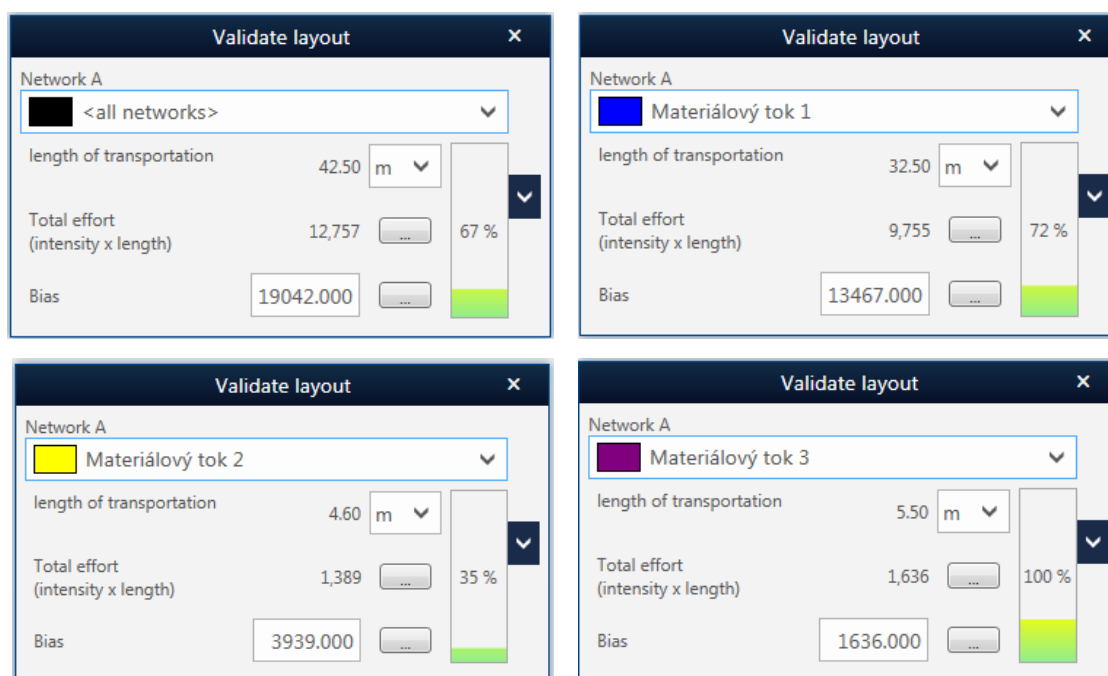 Validate layout ×
Network A
<all networks>
length of transportation 42.50 m
Total effort
(intensity x length) 12,757 ... 67 %
Bias 19042.000 ...
Validate layout ×
Network A
Materiálový tok 1
length of transportation 32.50 m
Total effort
(intensity x length) 9,755 ... 72 %
Bias 13467.000 ...
Validate layout ×
Network A
Materiálový tok 2
length of transportation 4.60 m
Total effort
(intensity x length) 1,389 ... 35 %
Bias 3939.000 ...
Validate layout ×
Network A
Materiálový tok 3
length of transportation 5.50 m
Total effort
(intensity x length) 1,636 ... 100 %
Bias 1636.000 ...